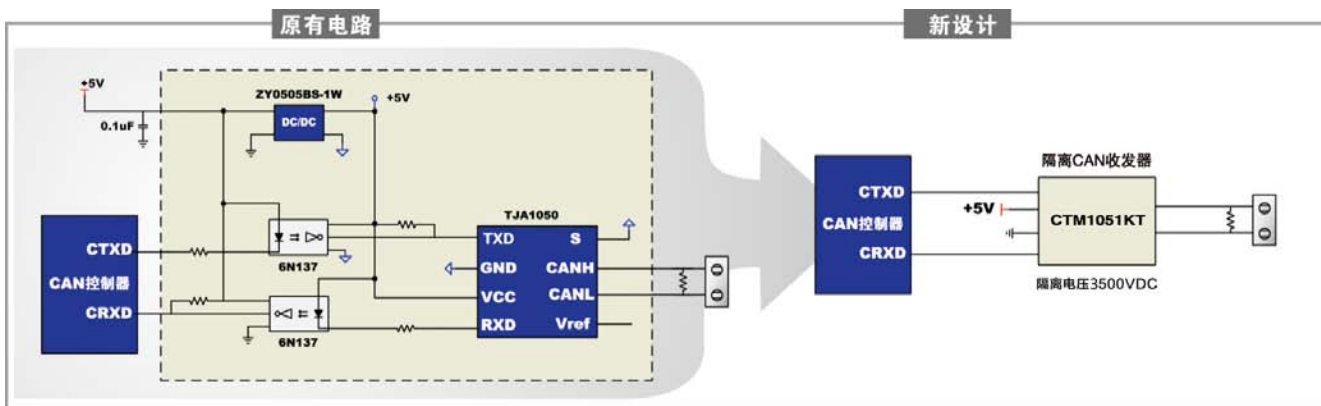 原有电路
新设计
+5V
0.1uF
ZY0505BS-1W
DC/DC
+5V
CTXD
CAN控制器
CRXD
6N137
6N137
TJA1050
TXD
S
GND
CANH
VCC
CANL
RXD
Vref
CTXD
CAN控制器
CRXD
隔离CAN收发器
+5V
CTM1051KT
隔离电压3500VDC